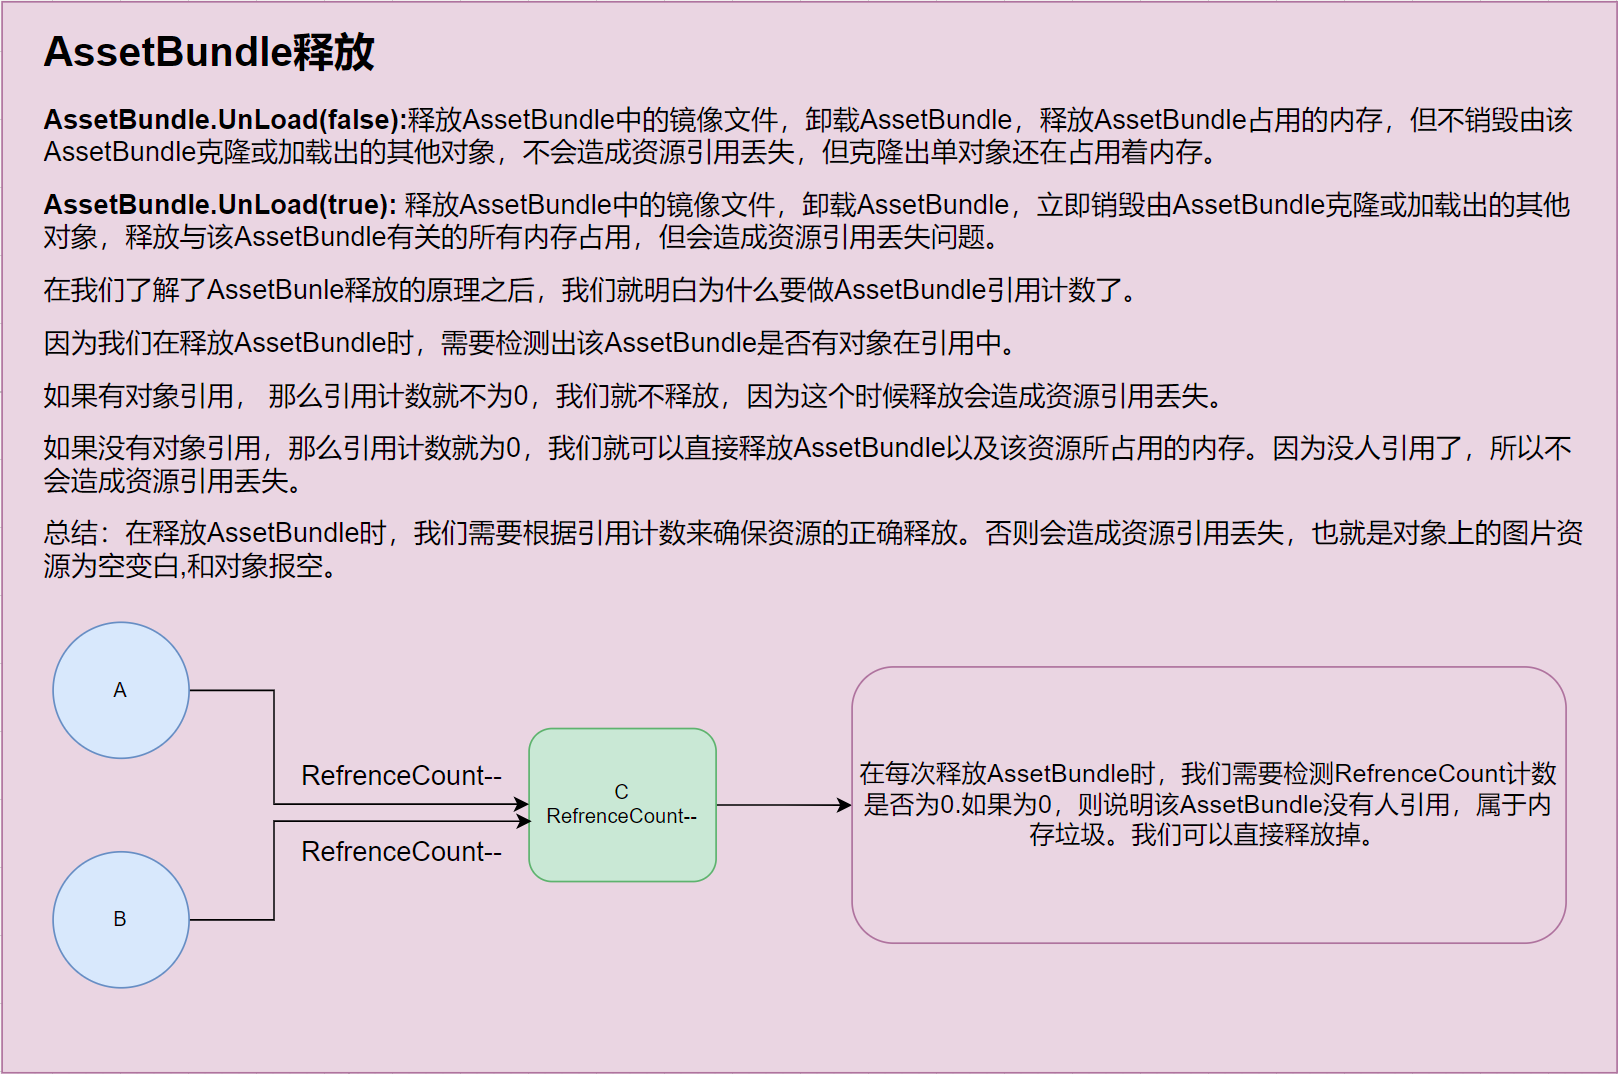 AssetBundle释放
AssetBundle.UnLoad(false):释放AssetBundle中的镜像文件，卸载AssetBundle，释放AssetBundle占用的内存，但不销毁由该
AssetBundle克隆或加载出的其他对象，不会造成资源引用丢失，但克隆出单对象还在占用着内存。
AssetBundle.UnLoad(true): 释放AssetBundle中的镜像文件，卸载AssetBundle，立即销毁由AssetBundle克隆或加载出的其他
对象，释放与该AssetBundle有关的所有内存占用，但会造成资源引用丢失问题。
在我们了解了AssetBunle释放的原理之后，我们就明白为什么要做AssetBundle引用计数了。
因为我们在释放AssetBundle时，需要检测出该AssetBundle是否有对象在引用中。
如果有对象引用， 那么引用计数就不为0，我们就不释放，因为这个时候释放会造成资源引用丢失。
如果没有对象引用，那么引用计数就为0，我们就可以直接释放AssetBundle以及该资源所占用的内存。因为没人引用了，所以不
会造成资源引用丢失。
总结：在释放AssetBundle时，我们需要根据引用计数来确保资源的正确释放。否则会造成资源引用丢失，也就是对象上的图片资
源为空变白,和对象报空。
A
RefrenceCount--
C
RefrenceCount--
RefrenceCount--
B
在每次释放AssetBundle时，我们需要检测RefrenceCount计数
是否为0.如果为0，则说明该AssetBundle没有人引用，属于内
存垃圾。我们可以直接释放掉。